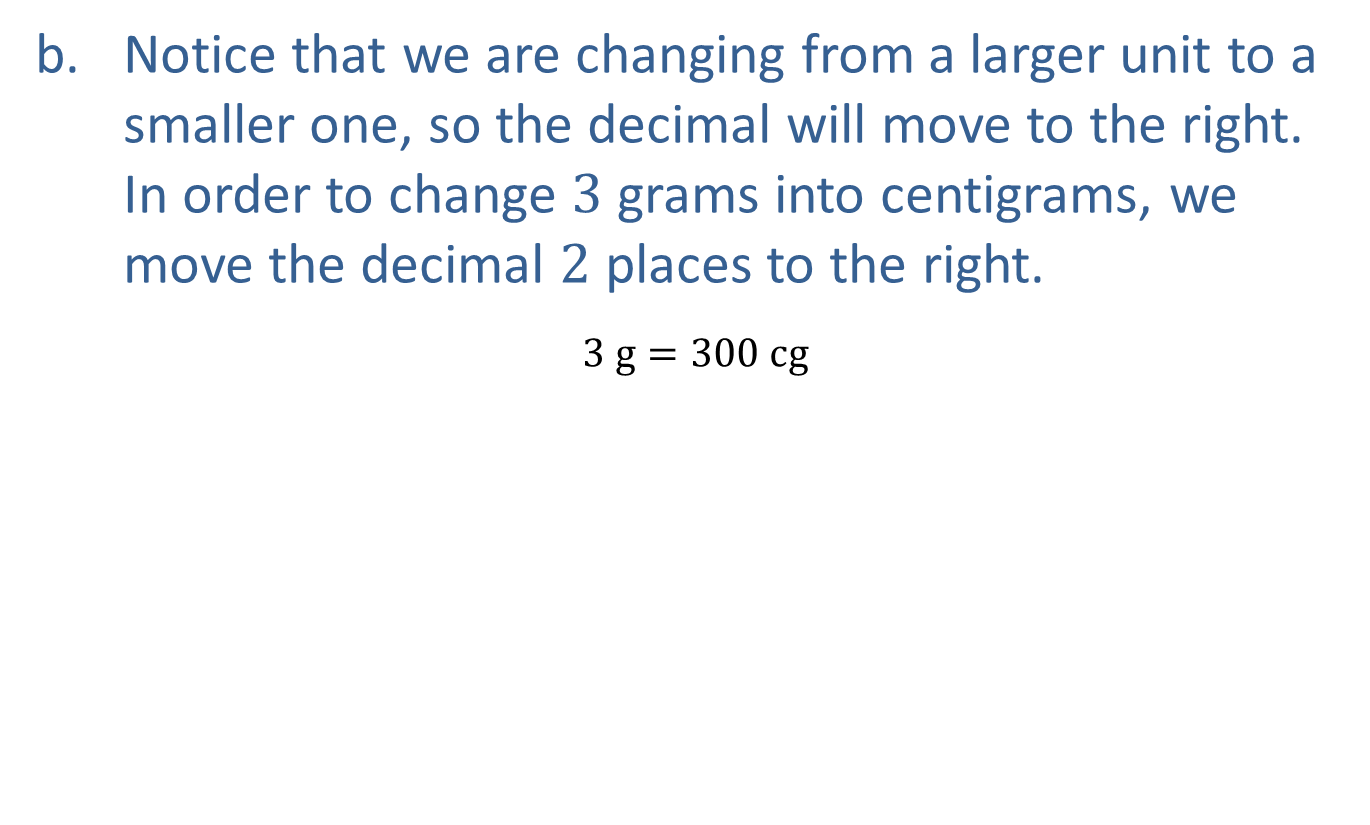 b. Notice that we are changing from a larger unit to a
smaller one, so the decimal will move to the right.
In order to change 3 grams into centigrams, we
move the decimal 2 places to the right.
3 g = 300 cg